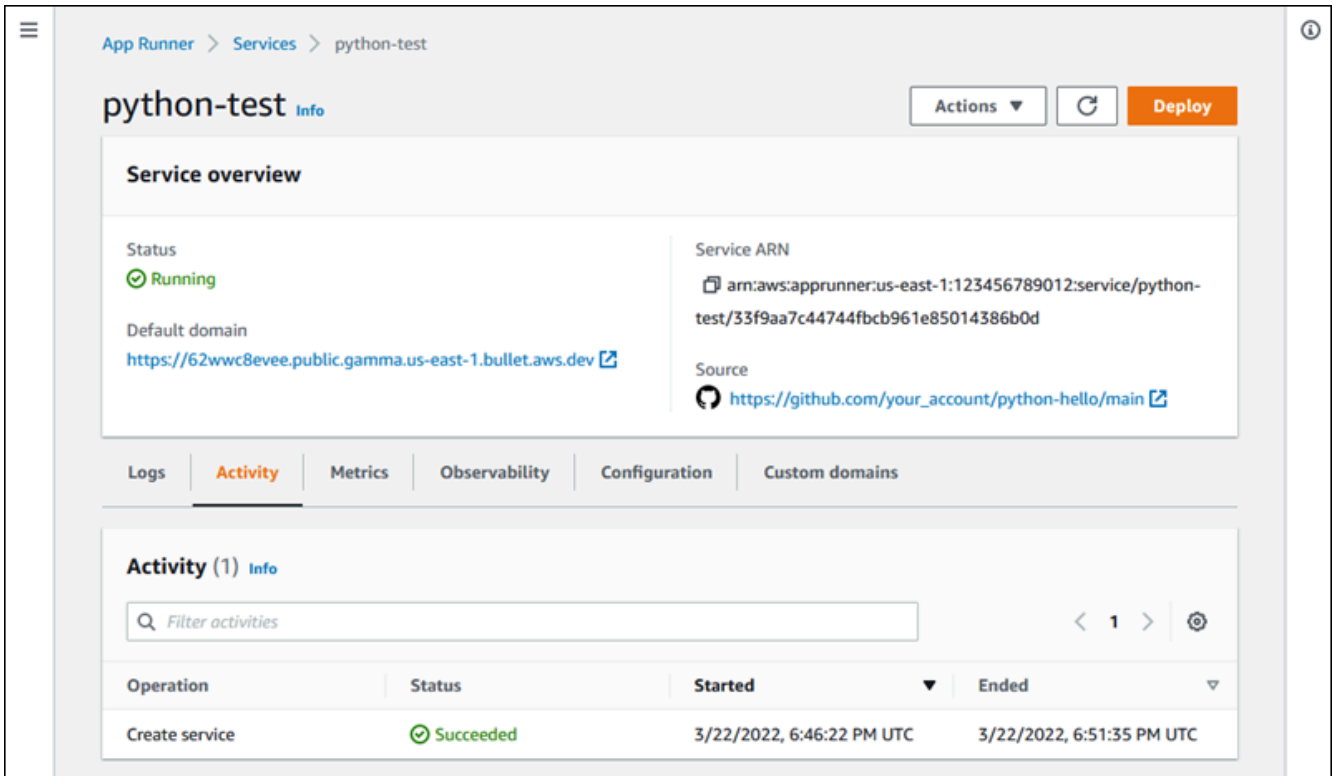 App Runner > Services > python-test
python-test Info
Actions
Deploy
Service overview
Status
Running
Default domain
https://62wwc8evee.public.gamma.us-east-1.bullet.aws.dev
Service ARN
arn:aws:apprunner:us-east-1:123456789012:service/python-
test/33f9aa7c44744fbcb961e85014386b0d
Source
https://github.com/your_account/python-hello/main
Logs Activity Metrics Observability Configuration Custom domains
Activity (1) Info
Filter activities
< 1 >
Operation Status Started Ended
Create service Succeeded 3/22/2022, 6:46:22 PM UTC 3/22/2022, 6:51:35 PM UTC